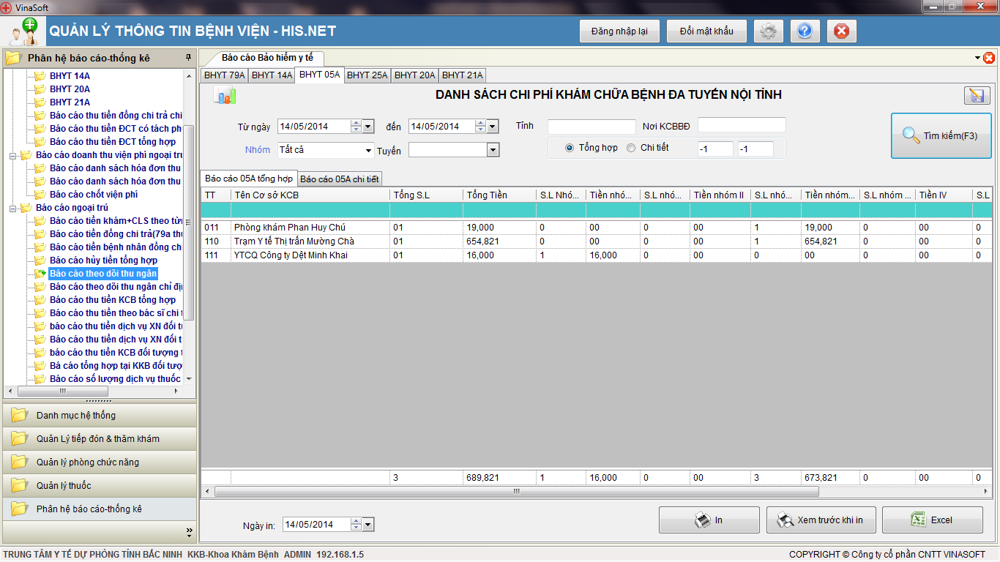 VinaSoft
QUẢN LÝ THÔNG TIN BỆNH VIỆN - HIS.NET
Đăng nhập lại
Đổi mật khẩu
Phân hệ báo cáo-thống kê
BHYT 14A
BHYT 20A
BHYT 21A
Báo cáo thu tiền đồng chi trả chi
Báo cáo thu tiền ĐCT có tách ph
Báo cáo thu tiền ĐCT tổng hợp
Báo cáo doanh thu viện phí ngoại trú
Báo cáo danh sách hóa đơn thu
Báo cáo danh sách hóa đơn thu
Báo cáo chốt viện phí
Báo cáo ngoại trú
Báo cáo tiền khám+CLS theo từn
Báo cáo tiền đồng chi trả(79a th
Báo cáo tiền bệnh nhân đồng chi
Báo cáo hủy tiền tổng hợp
Báo cáo theo dõi thu ngân
Báo cáo theo dõi thu ngân chỉ đị
Báo cáo thu tiền KCB tổng hợp
Báo cáo thu tiền theo bác sĩ chỉ
báo cáo thu tiền dịch vụ XN đối t
Báo cáo thu tiền dịch vụ XN đối t
báo cáo thu tiền KCB đối tượng t
Bá cáo tổng hợp tại KKB đối tượ
Báo cáo số lượng dịch vụ thuốc
Danh mục hệ thống
Quản Lý tiếp đón & thăm khám
Quản lý phòng chức năng
Quản lý thuốc
Phân hệ báo cáo-thống kê
Báo cáo Bảo hiểm y tế
BHYT 79A BHYT 14A BHYT 05A BHYT 25A BHYT 20A BHYT 21A
DANH SÁCH CHI PHÍ KHÁM CHỮA BỆNH ĐA TUYẾN NỘI TỈNH
Từ ngày 14/05/2014 đến 14/05/2014 Tỉnh Nơi KCBBĐ
Tìm kiếm(F3)
Nhóm Tất cả Tuyến Tổng hợp Chi tiết -1 -1
Báo cáo 05A tổng hợp Báo cáo 05A chi tiết
TT Tên Cơ sở KCB Tổng S.L Tổng Tiền S.L Nhó... Tiền nhó... S.L nhó... Tiền nhóm II S.L nhó... Tiền nhóm... S.L nhóm ... Tiền IV S.L
011 Phòng khám Phan Huy Chú 01 19,000 0 00 0 00 1 19,000 0 00 0
110 Trạm Y tế Thị trấn Mường Chà 01 654,821 0 00 0 00 1 654,821 0 00 0
111 YTCQ Công ty Dệt Minh Khai 01 16,000 1 16,000 0 00 0 00 0 00 0
3 689,821 1 16,000 0 00 3 673,821 0 00 0
Ngày in: 14/05/2014
In
Xem trước khi in
Excel
TRUNG TÂM Y TẾ DỰ PHÒNG TỈNH BẮC NINH KKB-Khoa Khám Bệnh ADMIN 192.168.1.5
COPYRIGHT © Công ty cổ phần CNTT VINASOFT